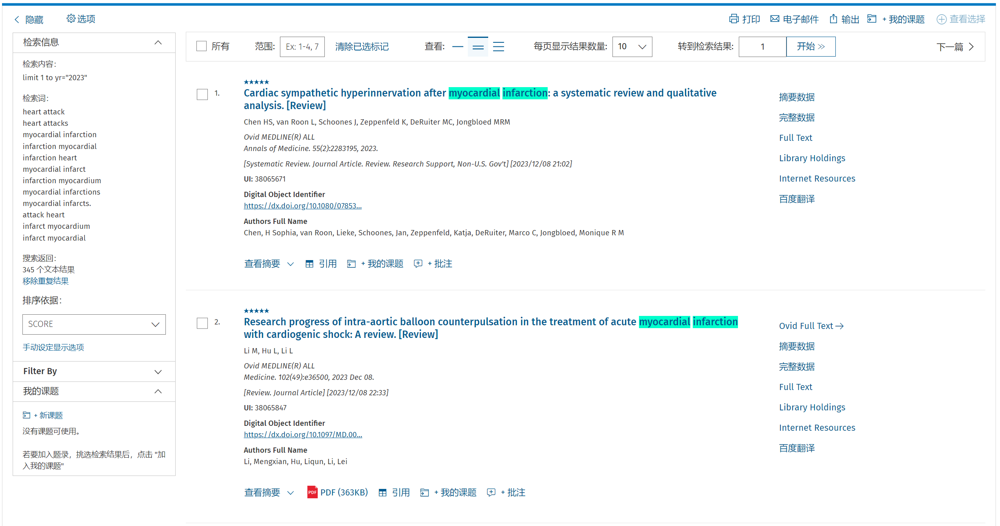 隐藏
选项
打印 电子邮件 输出 + 我的课题 查看选择
检索信息
检索内容:
limit 1 to yr="2023"
检索词:
heart attack
heart attacks
myocardial infarction
infarction myocardial
infarction heart
myocardial infarct
infarction myocardium
myocardial infarctions
myocardial infarcts.
attack heart
infarct myocardium
infarct myocardial
搜索返回:
345 个文本结果
移除重复结果
排序依据:
SCORE
手动设定显示选项
Filter By
我的课题
+ 新课题
没有课题可使用。
若要加入题录，挑选检索结果后，点击 "加
入我的课题"
所有 范围: Ex: 1-4, 7 清除已选标记 查看: 每页显示结果数量: 10 转到检索结果: 1 开始 >> 下一篇
★★★★★
1. Cardiac sympathetic hyperinnervation after myocardial infarction: a systematic review and qualitative
analysis. [Review]
Chen HS, van Roon L, Schoones J, Zeppenfeld K, DeRuiter MC, Jongbloed MRM
Ovid MEDLINE(R) ALL
Annals of Medicine. 55(2):2283195, 2023.
[Systematic Review. Journal Article. Review. Research Support, Non-U.S. Gov't] [2023/12/08 21:02]
UI: 38065671
Digital Object Identifier
https://dx.doi.org/10.1080/07853...
Authors Full Name
Chen, H Sophia, van Roon, Lieke, Schoones, Jan, Zeppenfeld, Katja, DeRuiter, Marco C, Jongbloed, Monique R M
查看摘要 引用 + 我的课题 + 批注
摘要数据
完整数据
Full Text
Library Holdings
Internet Resources
百度翻译
★★★★★
2. Research progress of intra-aortic balloon counterpulsation in the treatment of acute myocardial infarction
with cardiogenic shock: A review. [Review]
Li M, Hu L, Li L
Ovid MEDLINE(R) ALL
Medicine. 102(49):e36500, 2023 Dec 08.
[Review. Journal Article] [2023/12/08 22:33]
UI: 38065847
Digital Object Identifier
https://dx.doi.org/10.1097/MD.00...
Authors Full Name
Li, Mengxian, Hu, Liqun, Li, Lei
查看摘要 PDF PDF (363KB) 引用 + 我的课题 + 批注
Ovid Full Text→
摘要数据
完整数据
Full Text
Library Holdings
Internet Resources
百度翻译